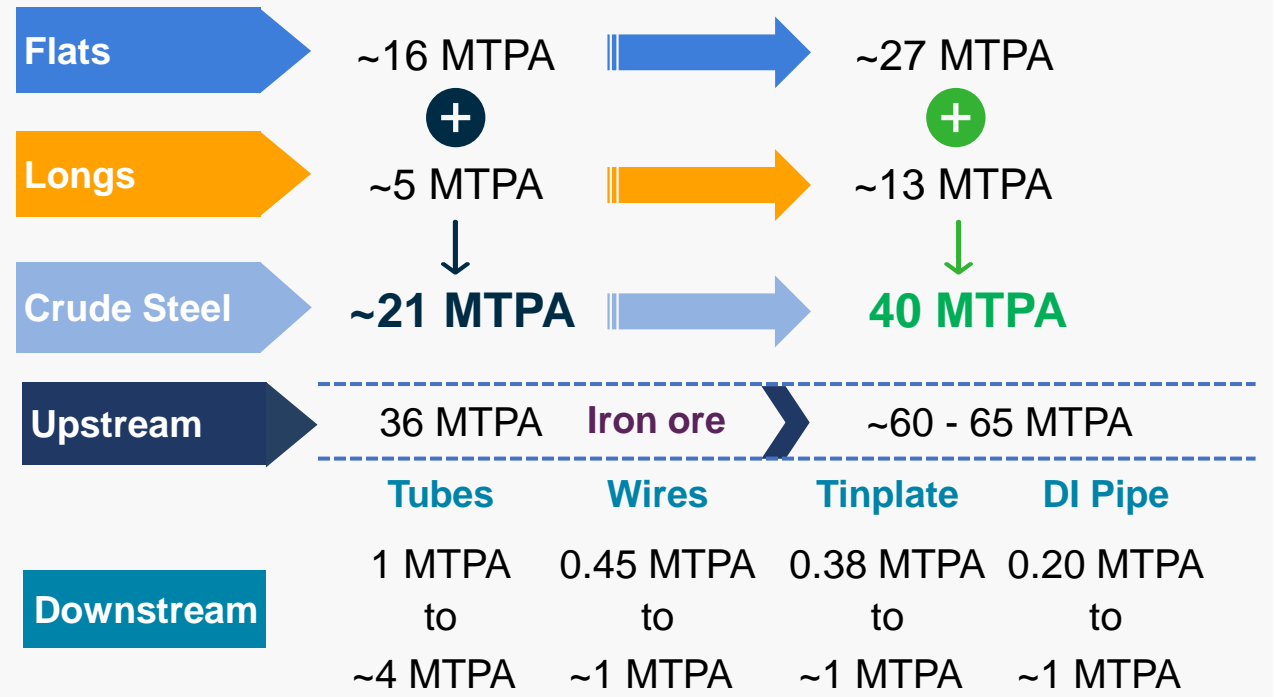 Flats ~16 MTPA ~27 MTPA
+ +
Longs ~5 MTPA ~13 MTPA
Crude Steel ~21 MTPA 40 MTPA
Upstream 36 MTPA Iron ore ~60 - 65 MTPA
Tubes Wires Tinplate DI Pipe
1 MTPA 0.45 MTPA 0.38 MTPA 0.20 MTPA
Downstream to to to to
~4 MTPA ~1 MTPA ~1 MTPA ~1 MTPA